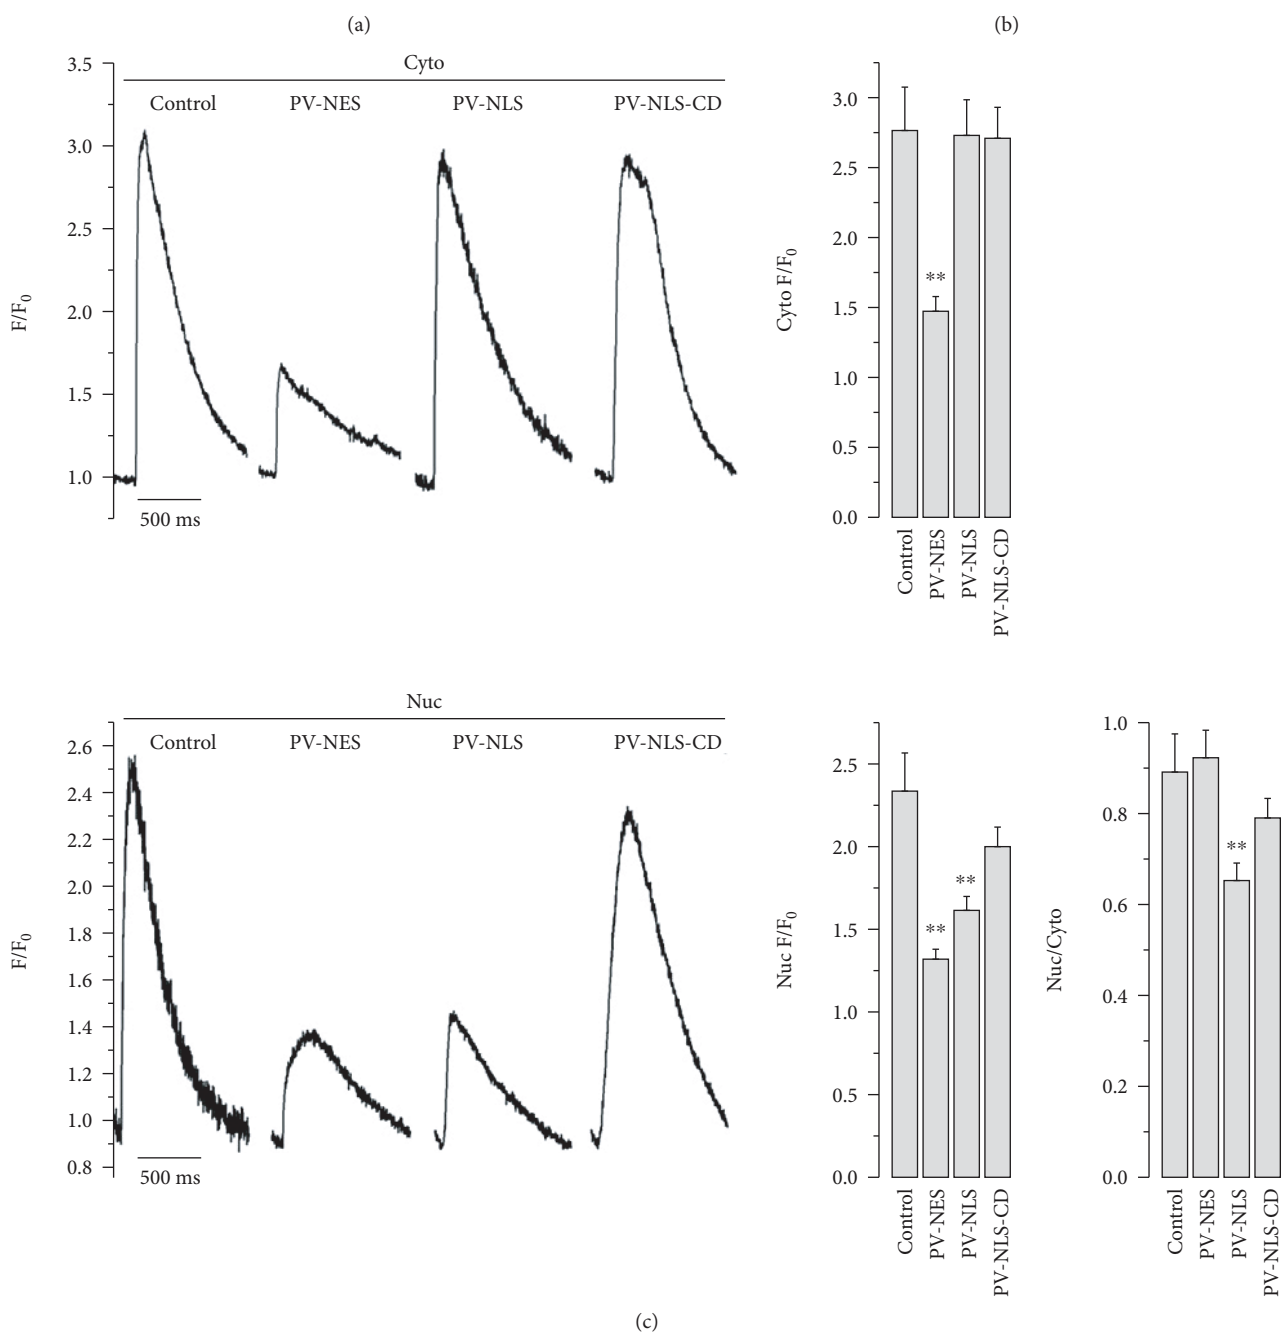 (a)
(b)
Cyto
Control PV-NES PV-NLS PV-NLS-CD
3.5
3.0
2.5
2.0
1.5
1.0
F/F0
500 ms
3.0
2.5
2.0
1.5
1.0
0.5
0.0
Cyto F/F0
**
Control
PV-NES
PV-NLS
PV-NLS-CD
Nuc
Control PV-NES PV-NLS PV-NLS-CD
2.6
2.4
2.2
2.0
1.8
1.6
1.4
1.2
1.0
0.8
F/F0
500 ms
2.5
2.0
1.5
1.0
0.5
0.0
Nuc F/F0
**
**
Control
PV-NES
PV-NLS
PV-NLS-CD
1.0
0.8
0.6
0.4
0.2
0.0
Nuc/Cyto
**
Control
PV-NES
PV-NLS
PV-NLS-CD
(c)